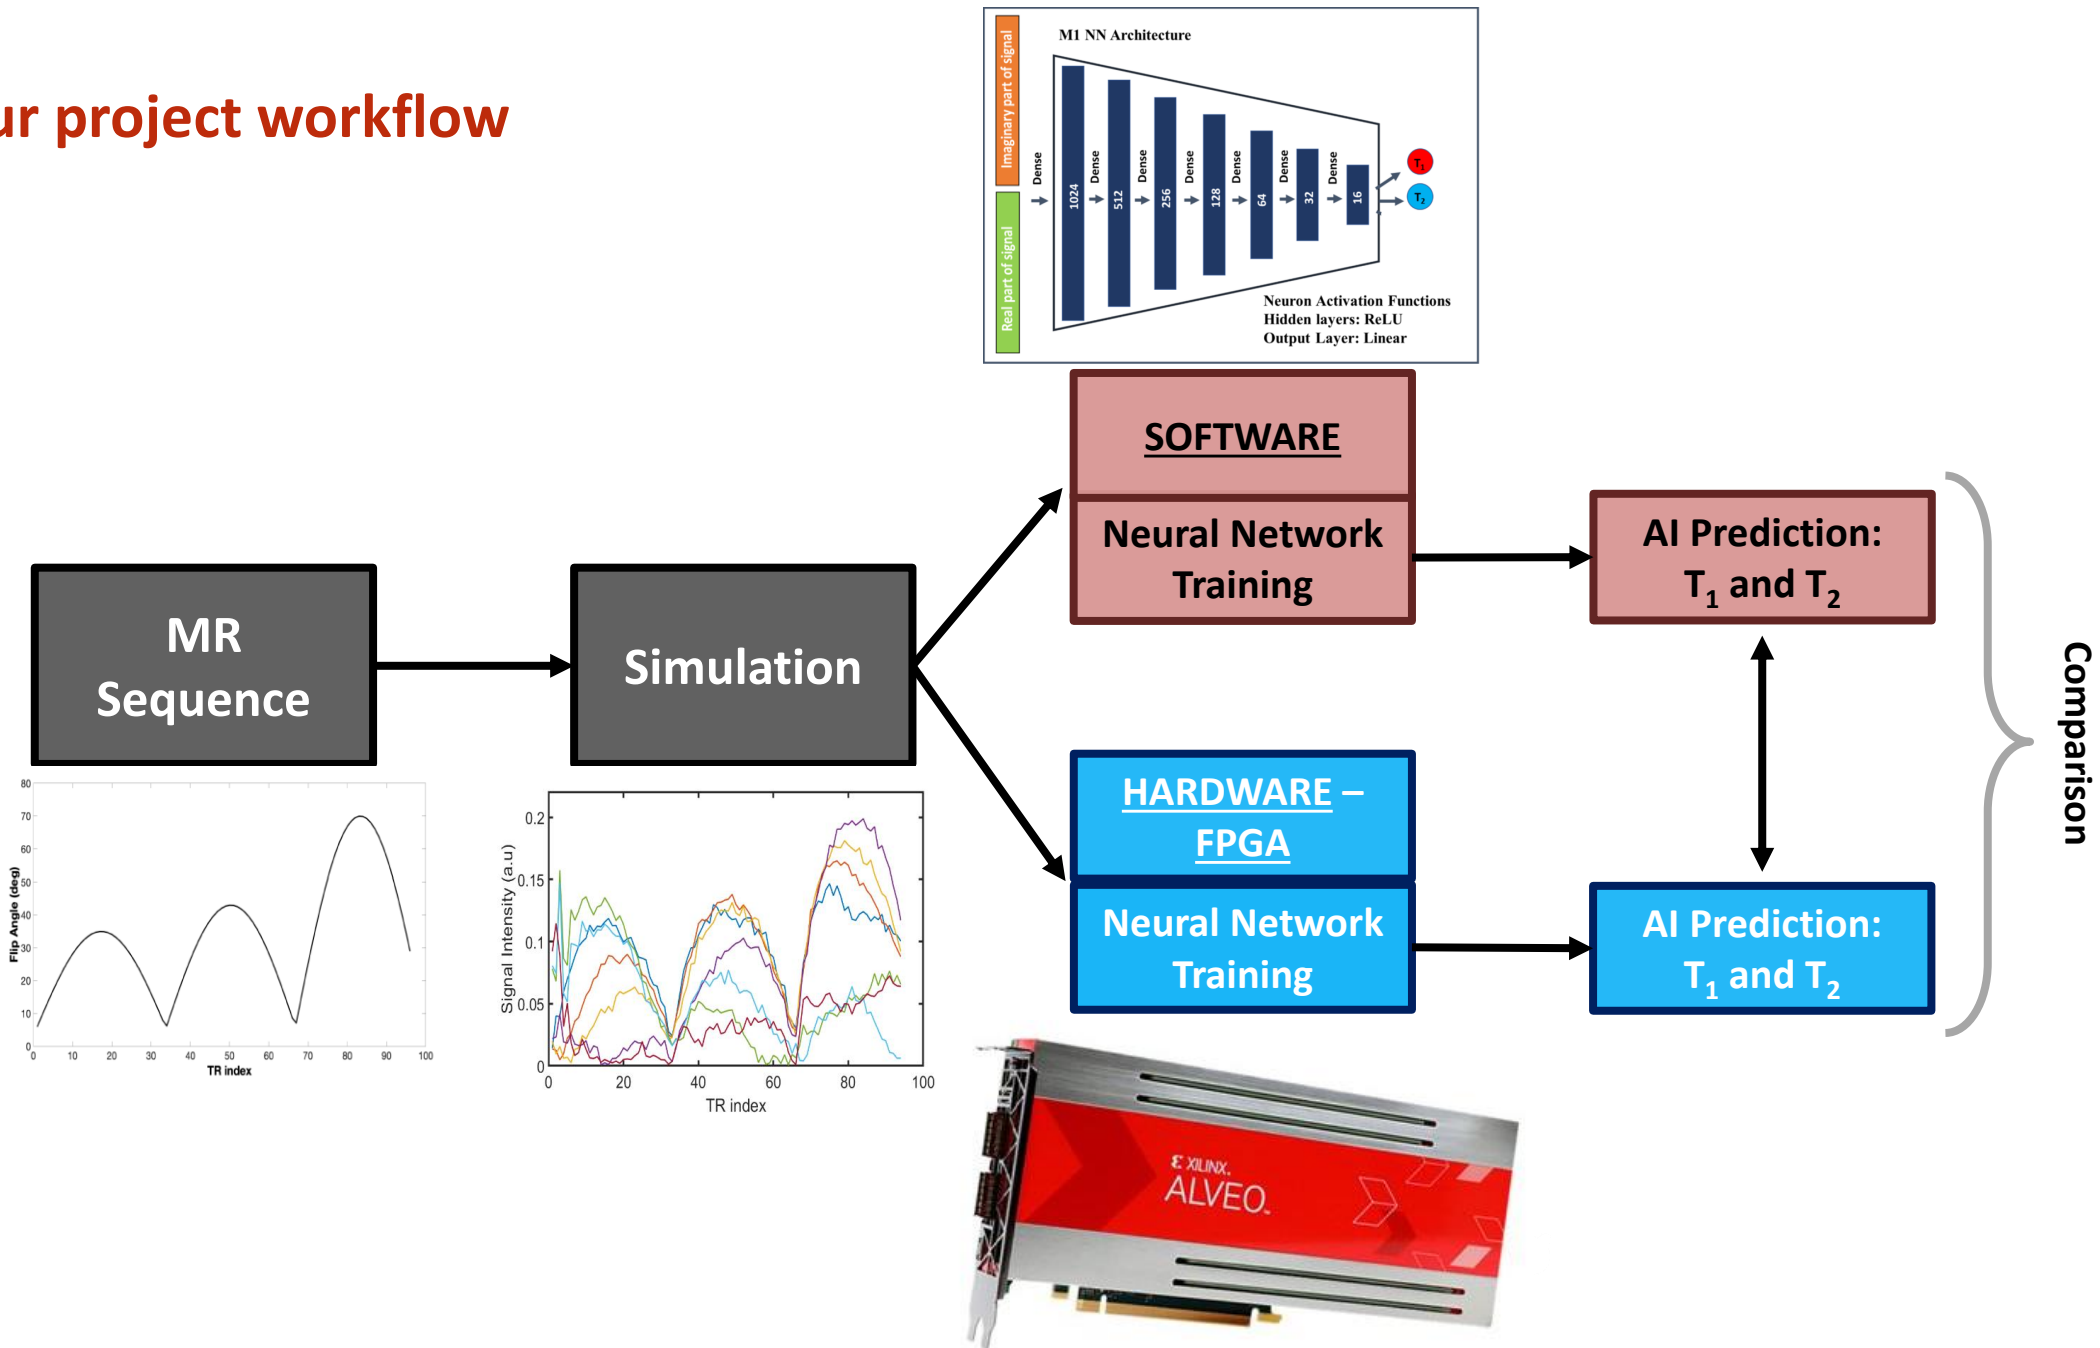 ur project workflow
M1 NN Architecture
Imaginary part of signal
Real part of signal
Dense
1024
Dense
512
Dense
256
Dense
128
Dense
64
Dense
32
Dense
16
T1
T2
Neuron Activation Functions
Hidden layers: ReLU
Output Layer: Linear
SOFTWARE
Neural Network
Training
AI Prediction:
T1 and T2
MR
Sequence
Simulation
HARDWARE –
FPGA
Neural Network
Training
AI Prediction:
T1 and T2
Comparison
Flip Angle (deg)
80
70
60
50
40
30
20
10
0
0 10 20 30 40 50 60 70 80 90 100
TR index
Signal Intensity (a.u)
0.2
0.15
0.1
0.05
0
0 20 40 60 80 100
TR index
XILINX.
ALVEO